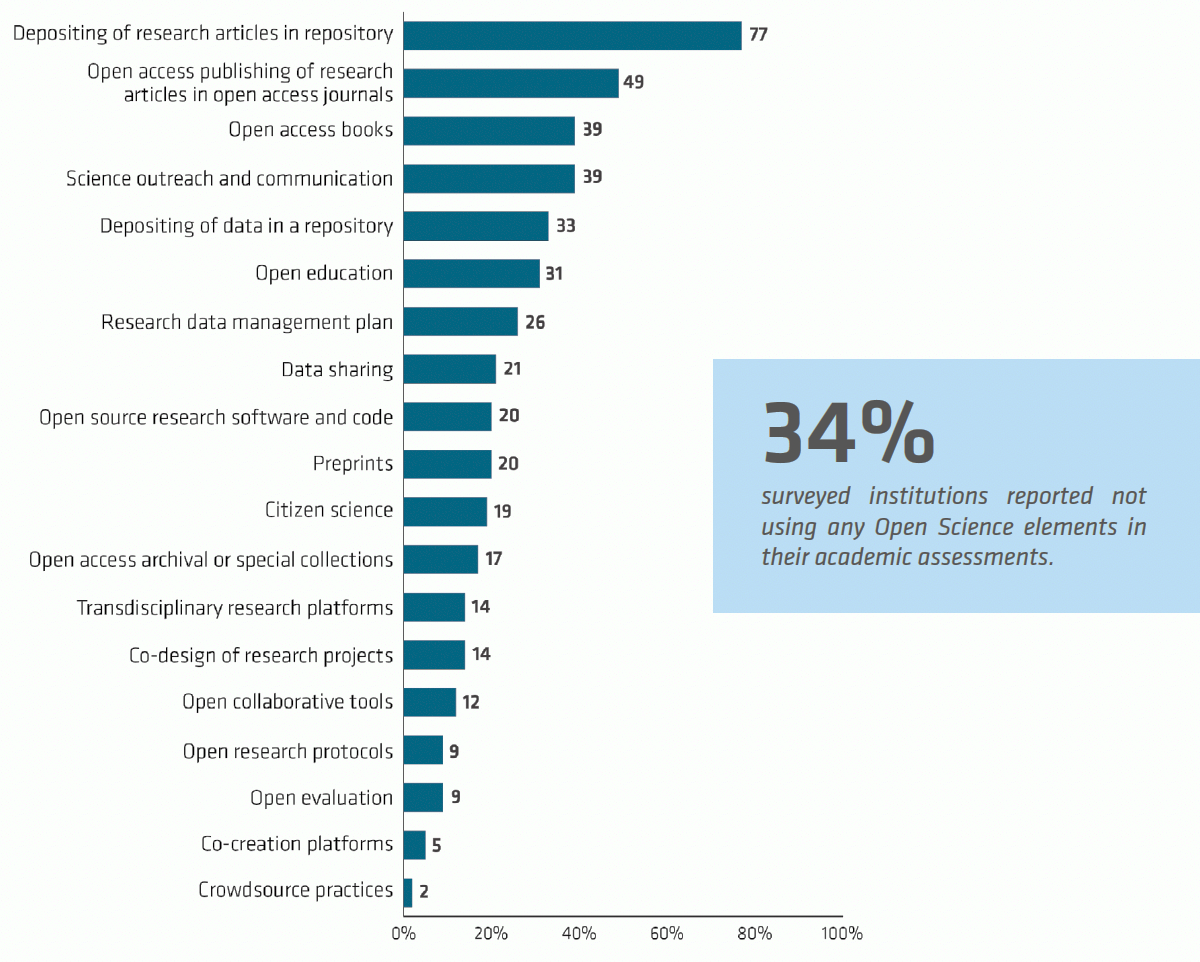 Depositing of research articles in repository 77
Open access publishing of research
articles in open access journals 49
Open access books 39
Science outreach and communication 39
Depositing of data in a repository 33
Open education 31
Research data management plan 26
Data sharing 21
Open source research software and code 20
Preprints 20
Citizen science 19
Open access archival or special collections 17
Transdisciplinary research platforms 14
Co-design of research projects 14
Open collaborative tools 12
Open research protocols 9
Open evaluation 9
Co-creation platforms 5
Crowdsource practices 2
0% 20% 40% 60% 80% 100%
34%
surveyed institutions reported not
using any Open Science elements in
their academic assessments.